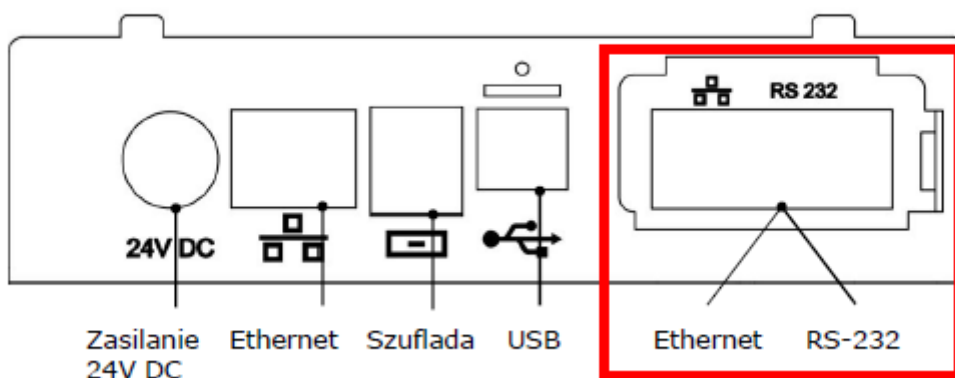 RS 232
24V DC
Zasilanie
24V DC
Ethernet
Szuflada
USB
Ethernet
RS-232